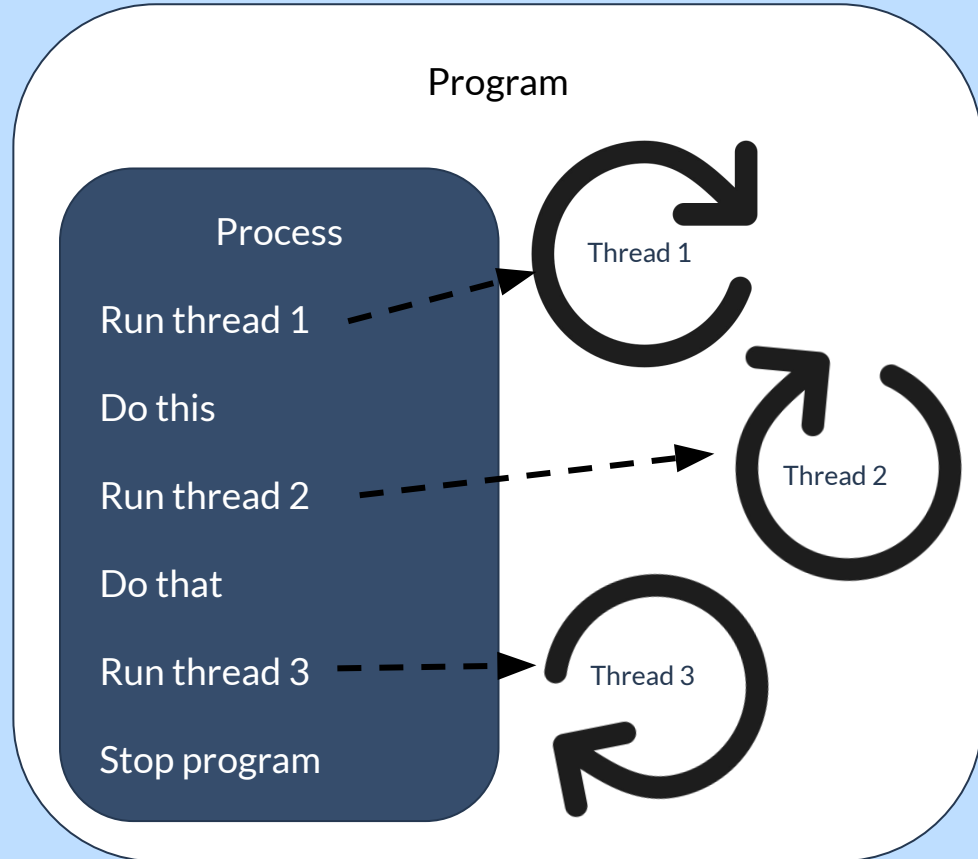 Program
Process
Run thread 1
Do this
Run thread 2
Do that
Run thread 3
Stop program
Thread 1
Thread 2
Thread 3